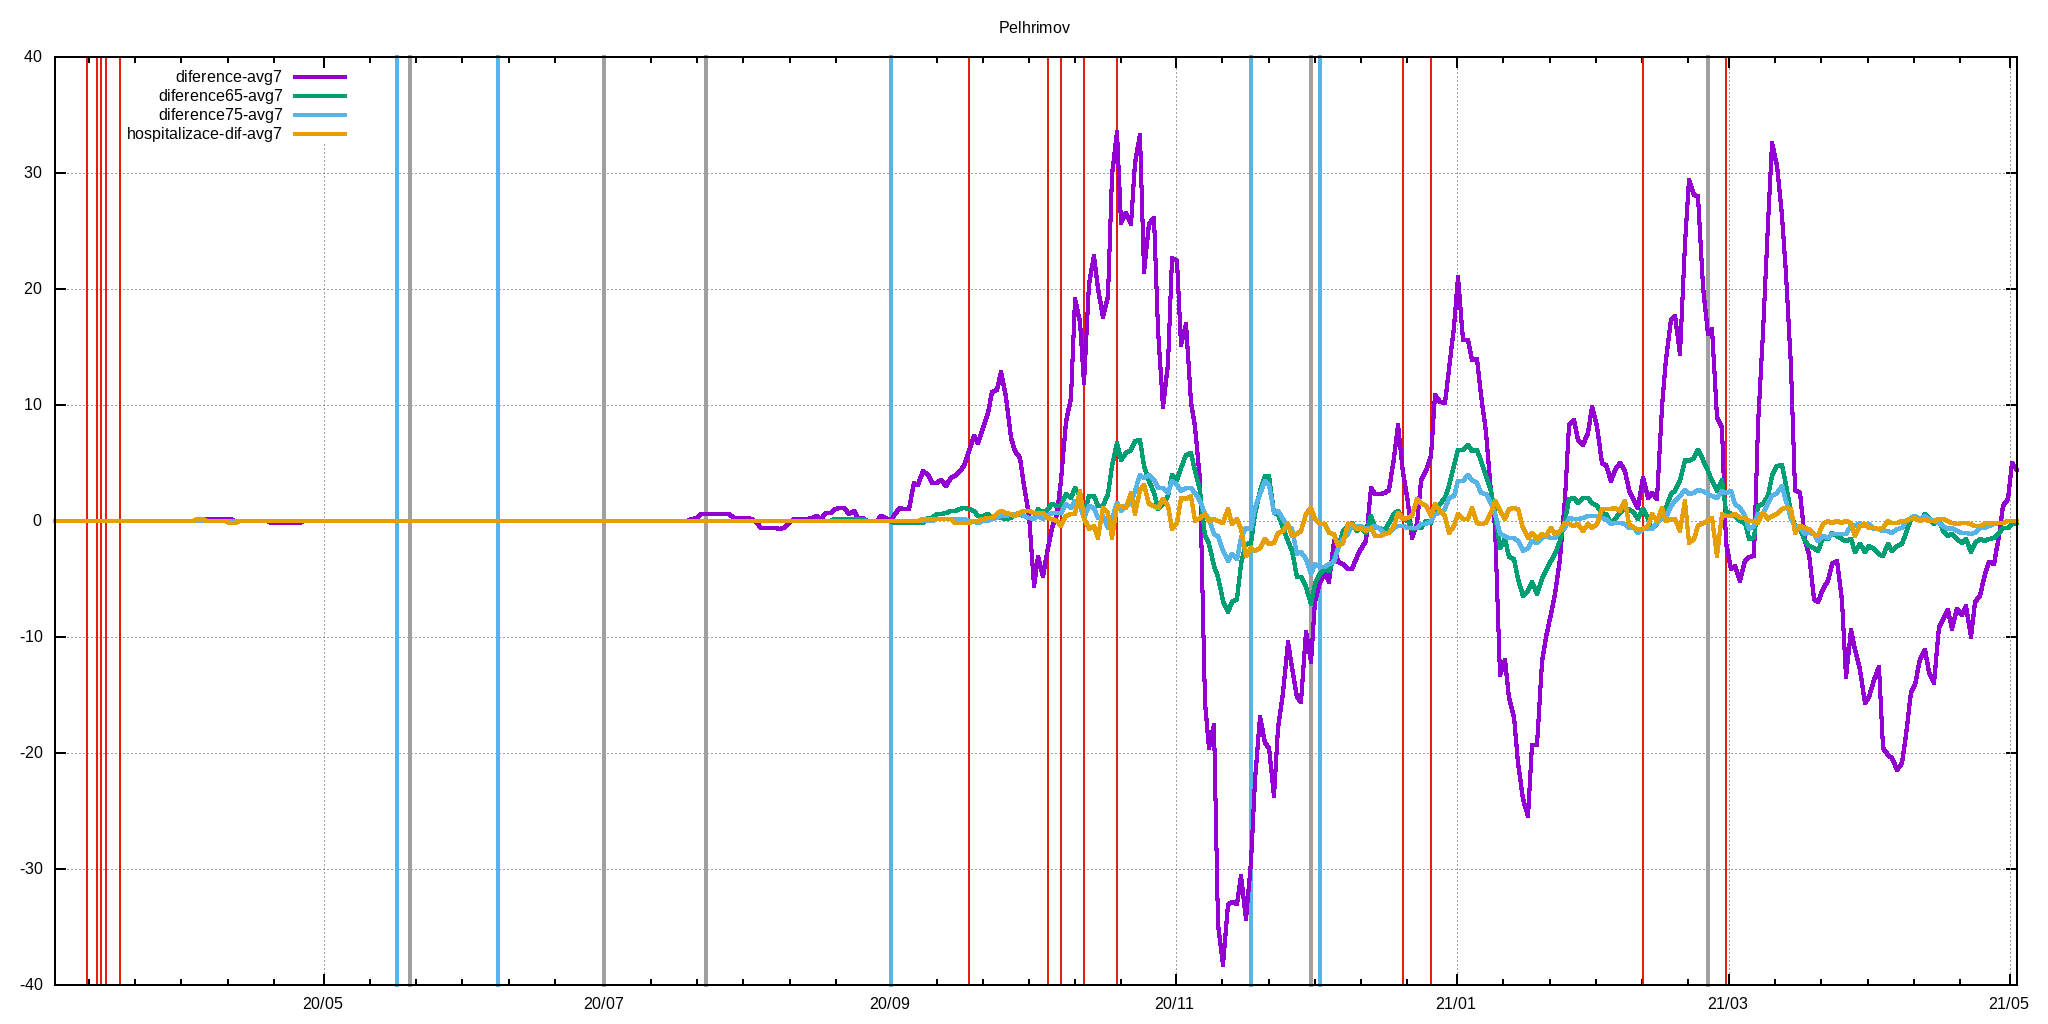 Pelhrimov
40
30
20
10
0
-10
-20
-30
-40
diference-avg7
diference65-avg7
diference75-avg7
hospitalizace-dif-avg7
20/05 20/07 20/09 20/11 21/01 21/03 21/05